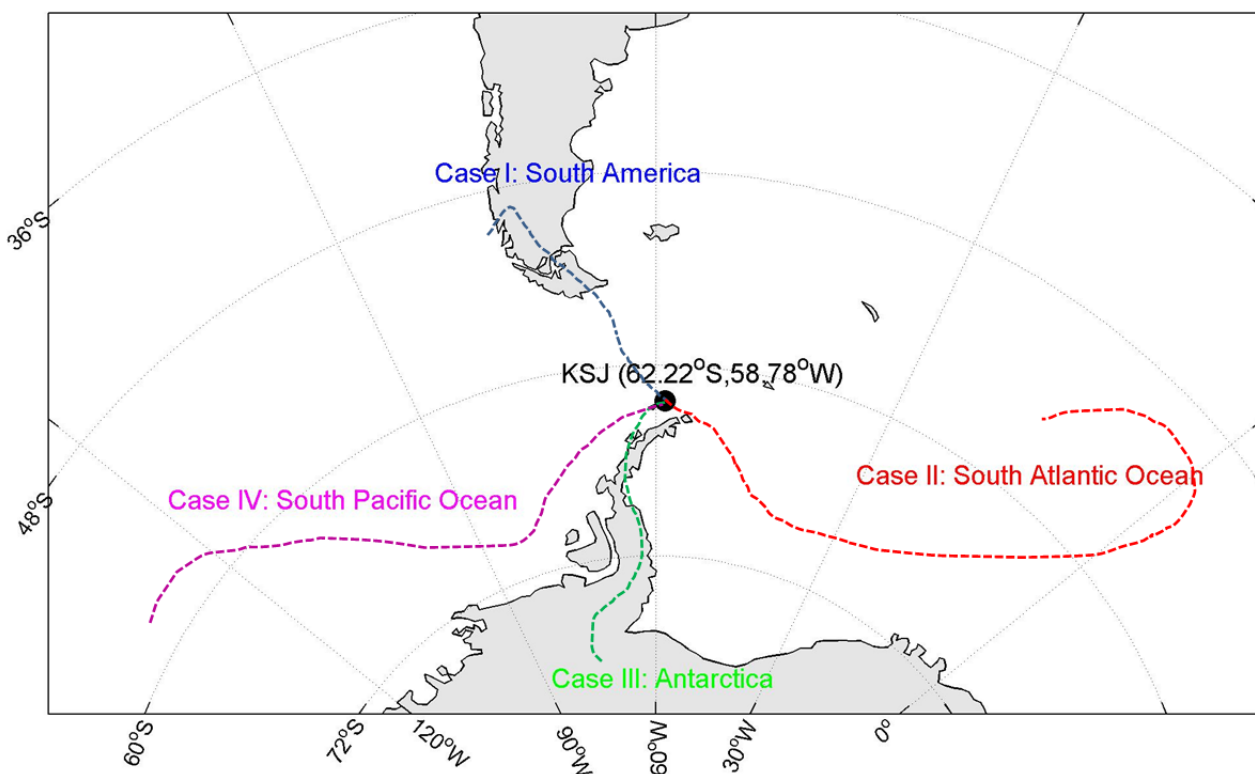 Case I: South America
36°S
KSJ (62.22°S,58.78°W)
Case II: South Atlantic Ocean
Case IV: South Pacific Ocean
48°S
Case III: Antarctica
60°S
72°S
120°W
90°W
60°W
30°W
0°